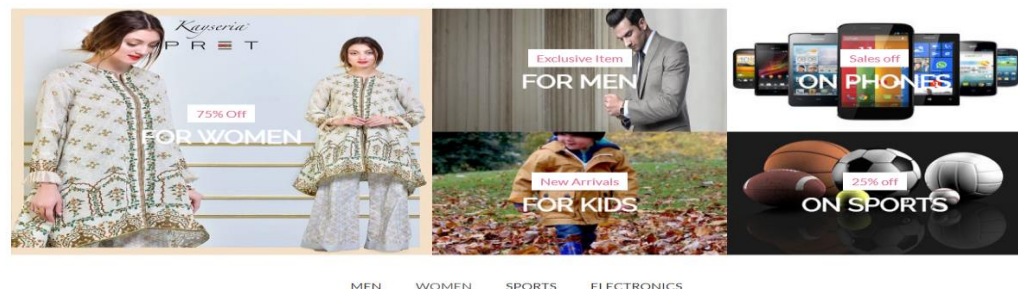 Kayseria
PRET
75% Off
FOR WOMEN
Exclusive Item
FOR MEN
Sales off
ON PHONES
New Arrivals
FOR KIDS
25% off
ON SPORTS
MEN WOMEN SPORTS ELECTRONICS